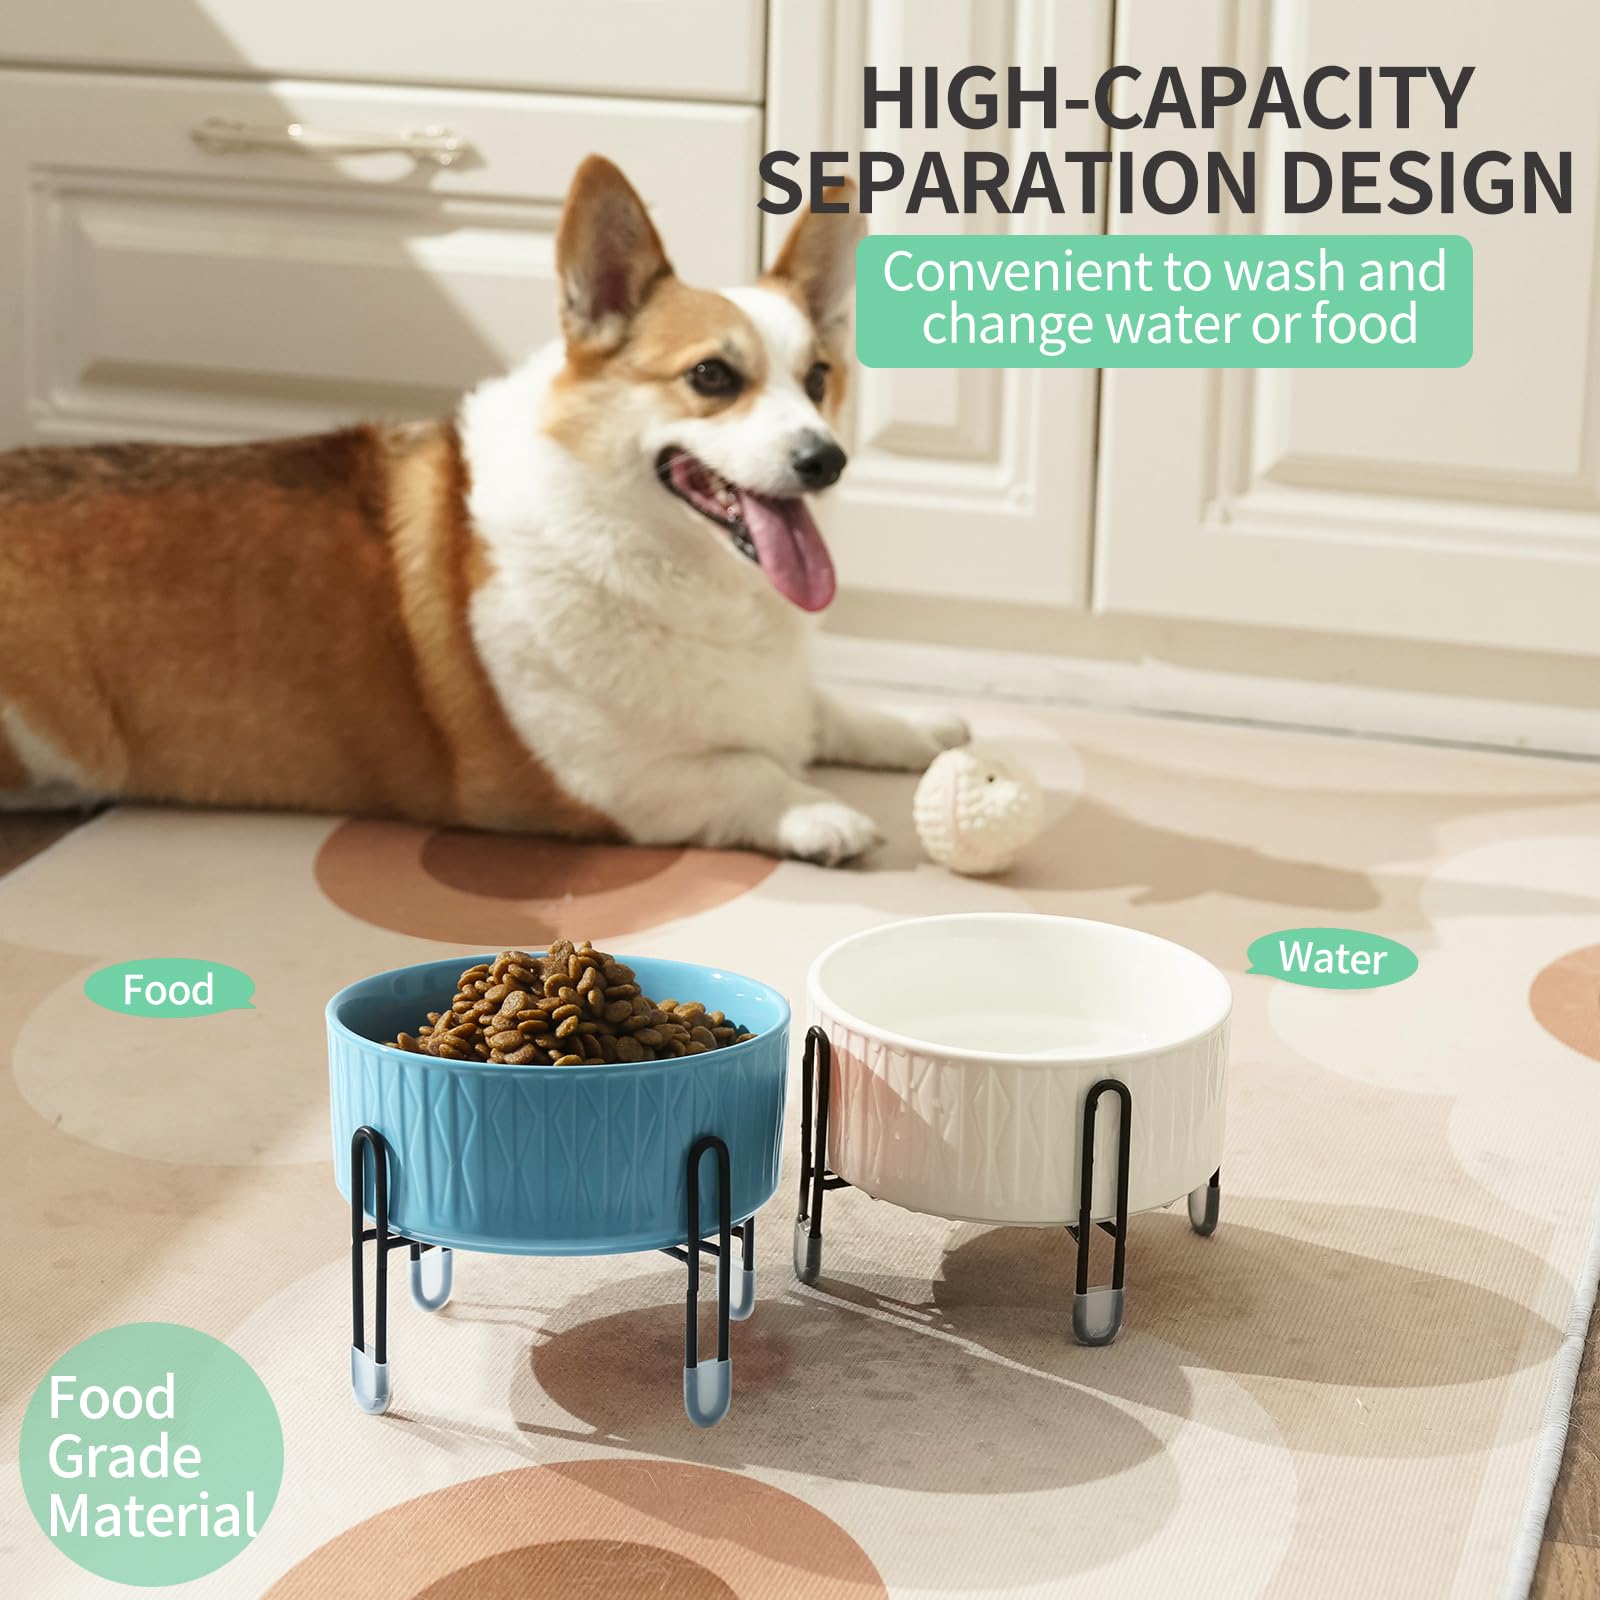 HIGH-CAPACITY
SEPARATION DESIGN
Convenient to wash and
change water or food
Food
Water
Food
Grade
Material